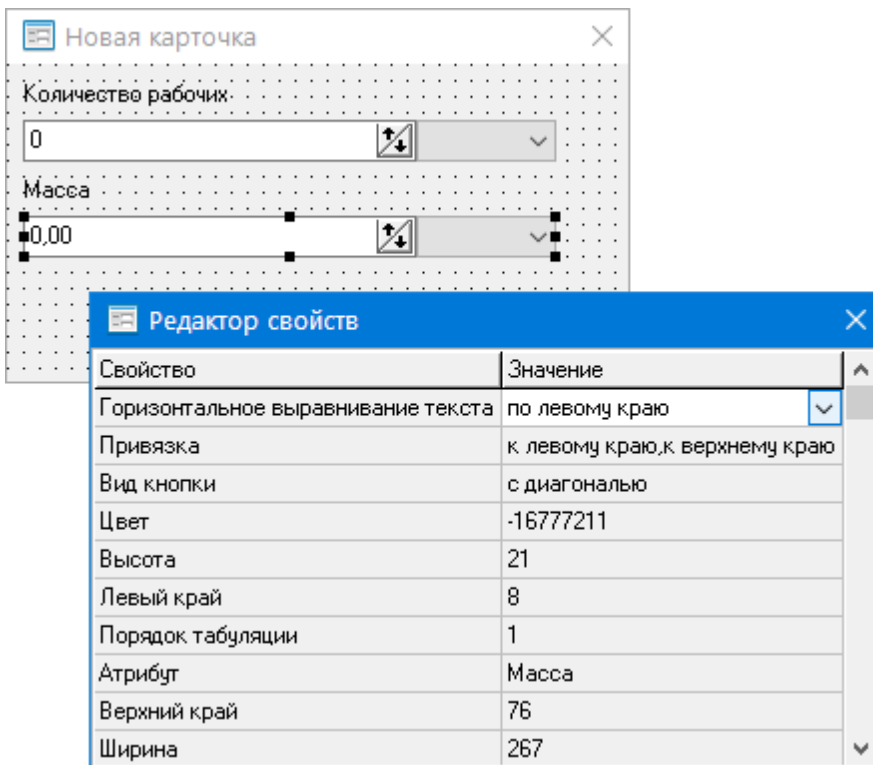 Новая карточка
Количество рабочих
0
Масса
0,00
Редактор свойств
Свойство Значение
Горизонтальное выравнивание текста по левому краю
Привязка к левому краю,к верхнему краю
Вид кнопки с диагональю
Цвет -16777211
Высота 21
Левый край 8
Порядок табуляции 1
Атрибут Масса
Верхний край 76
Ширина 267